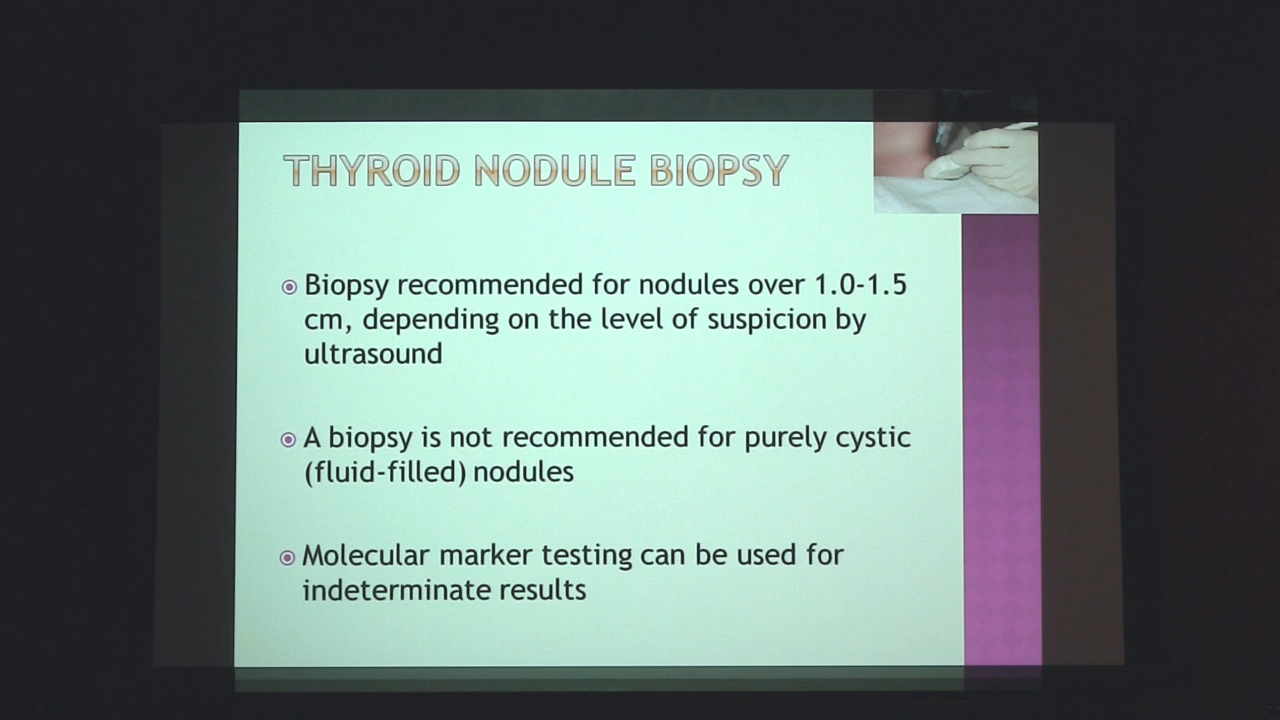 THYROID NODULE BIOPSY
Biopsy recommended for nodules over 1.0-1.5
cm, depending on the level of suspicion by
ultrasound
A biopsy is not recommended for purely cystic
(fluid-filled) nodules
Molecular marker testing can be used for
indeterminate results